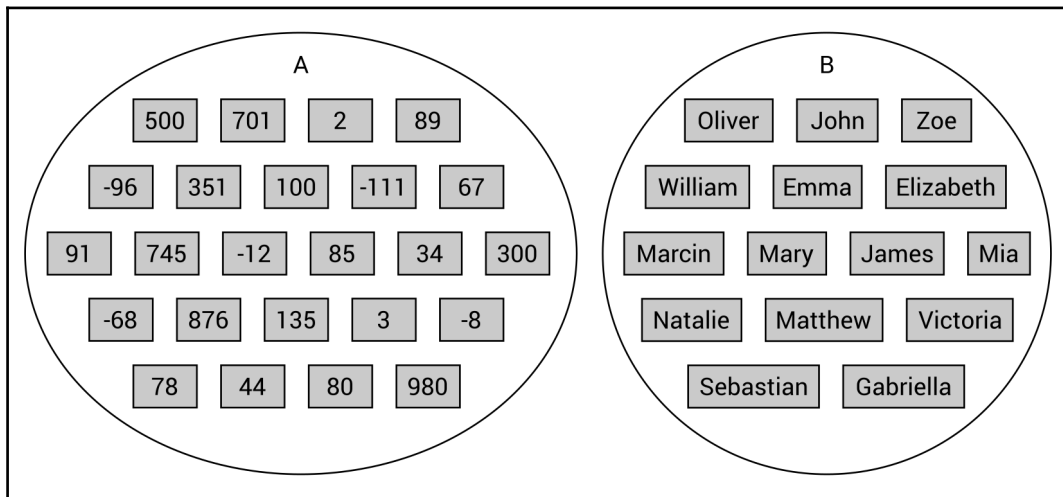 A
500 701 2 89
-96 351 100 -111 67
91 745 -12 85 34 300
-68 876 135 3 -8
78 44 80 980
B
Oliver John Zoe
William Emma Elizabeth
Marcin Mary James Mia
Natalie Matthew Victoria
Sebastian Gabriella